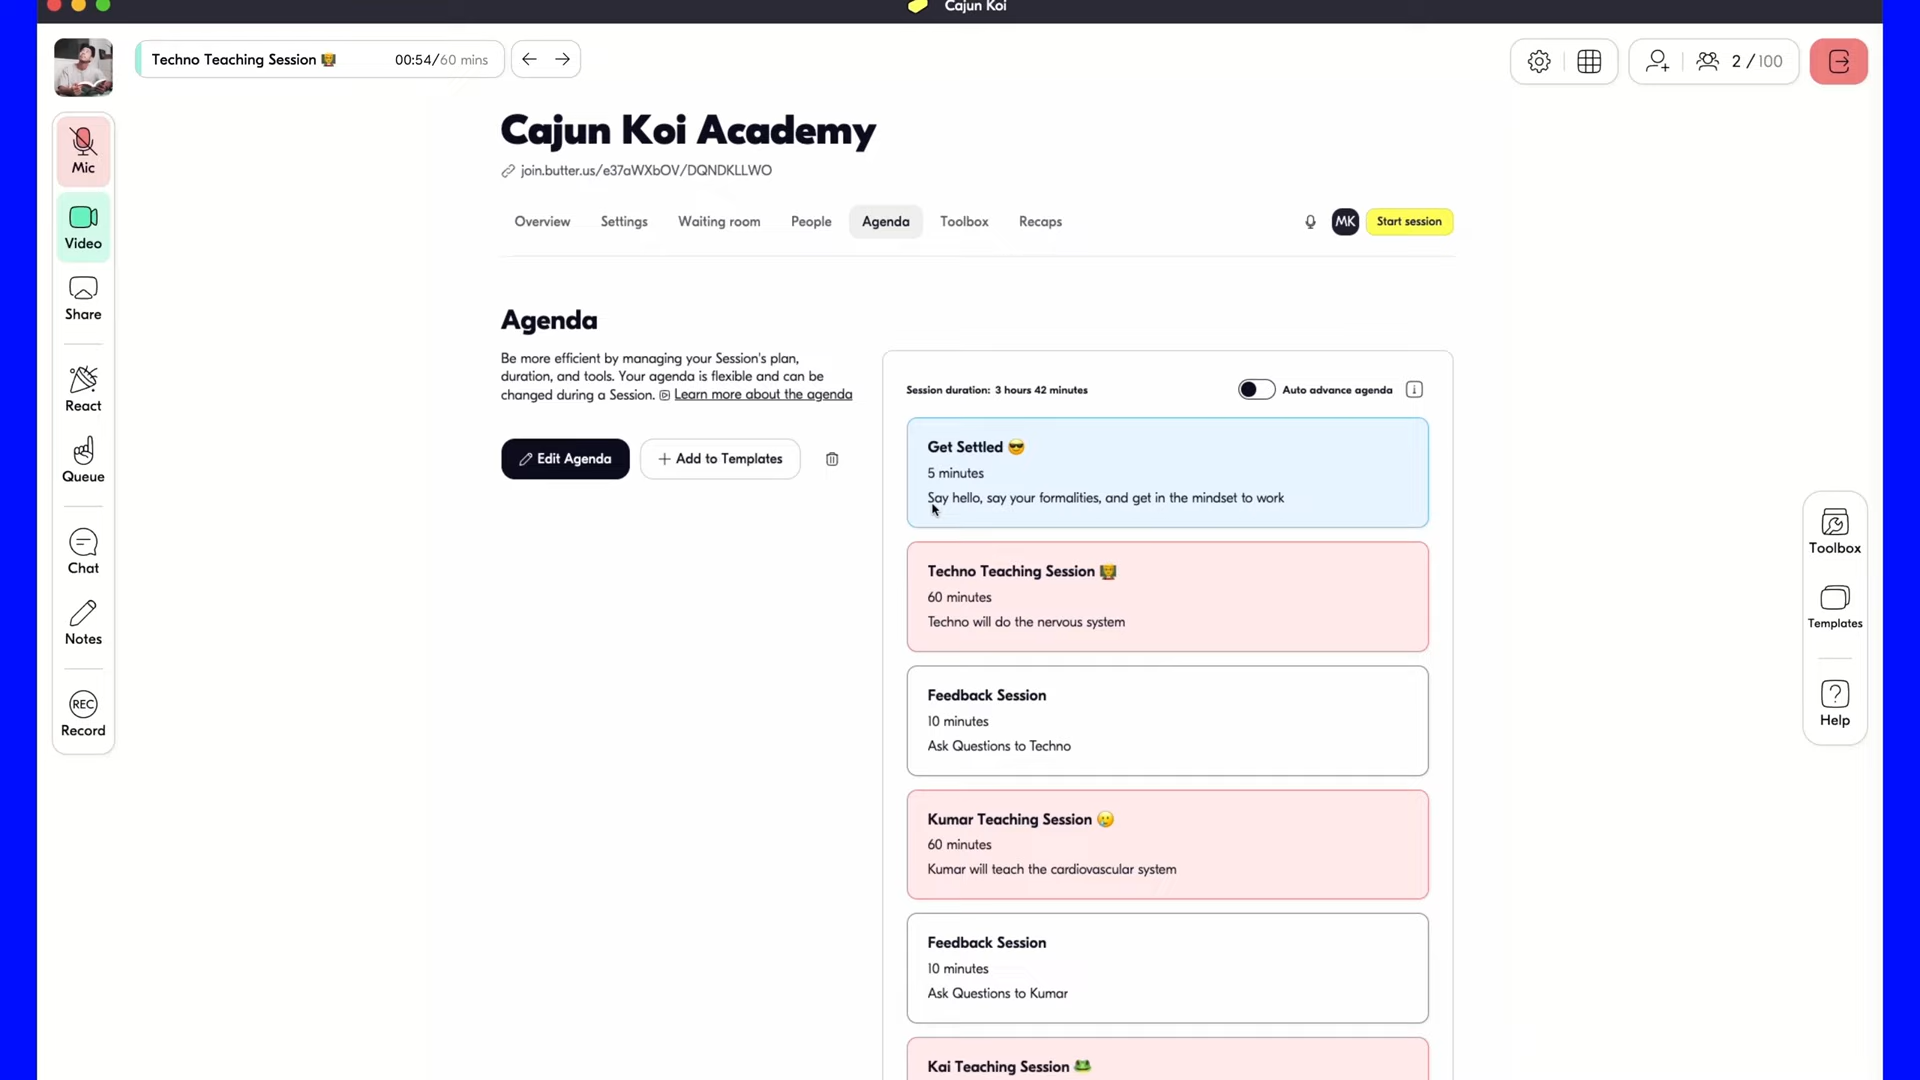 Cajun Koi
Techno Teaching Session 👩‍🏫 00:54/60 mins
2 /100
Cajun Koi Academy
join.butter.us/e37aWXbOV/DQNDKLLWO
Overview Settings Waiting room People Agenda Toolbox Recaps MK Start session
Mic
Video
Share
React
Queue
Chat
Notes
REC
Record
Agenda
Be more efficient by managing your Session's plan,
duration, and tools. Your agenda is flexible and can be
changed during a Session. Learn more about the agenda
Edit Agenda + Add to Templates
Session duration: 3 hours 42 minutes Auto advance agenda
Get Settled 😎
5 minutes
Say hello, say your formalities, and get in the mindset to work
Techno Teaching Session 👩‍🏫
60 minutes
Techno will do the nervous system
Feedback Session
10 minutes
Ask Questions to Techno
Kumar Teaching Session 🥲
60 minutes
Kumar will teach the cardiovascular system
Feedback Session
10 minutes
Ask Questions to Kumar
Kai Teaching Session 🐸
Toolbox
Templates
Help